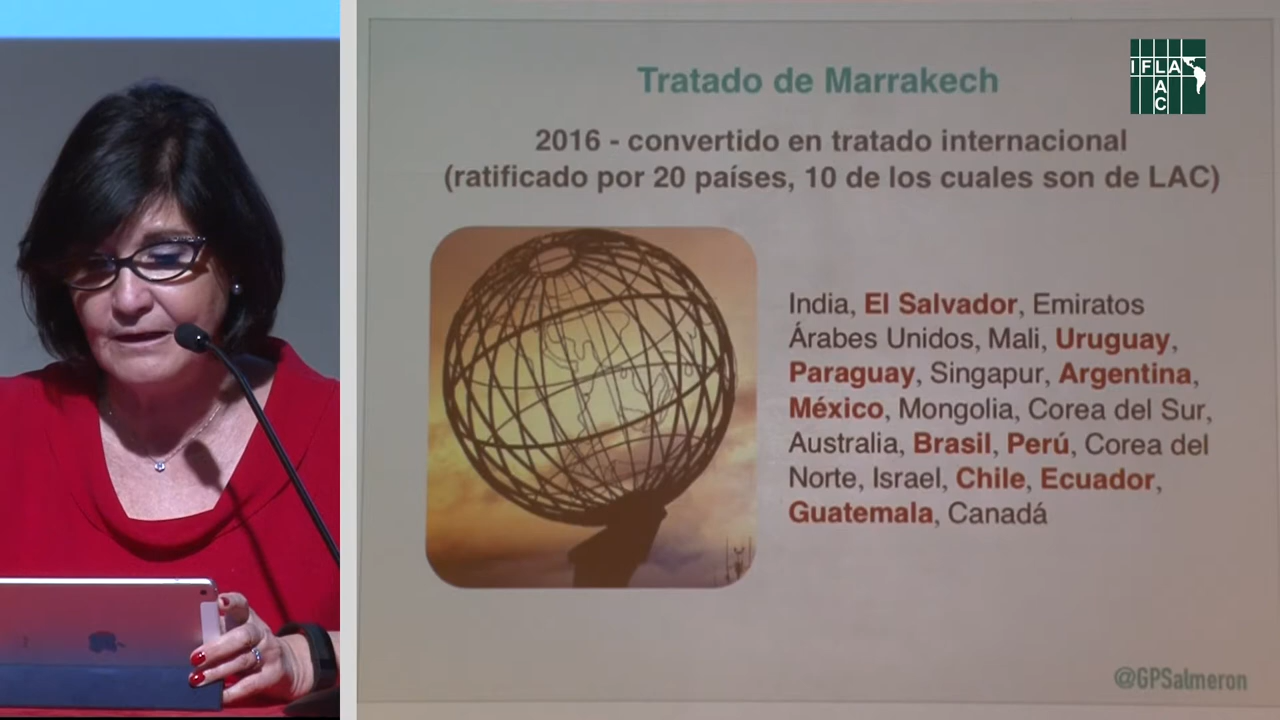 Tratado de Marrakech
IFLA
LAC
2016 - convertido en tratado internacional
(ratificado por 20 países, 10 de los cuales son de LAC)
India, El Salvador, Emiratos
Árabes Unidos, Mali, Uruguay,
Paraguay, Singapur, Argentina,
México, Mongolia, Corea del Sur,
Australia, Brasil, Perú, Corea del
Norte, Israel, Chile, Ecuador,
Guatemala, Canadá
@GPSalmeron